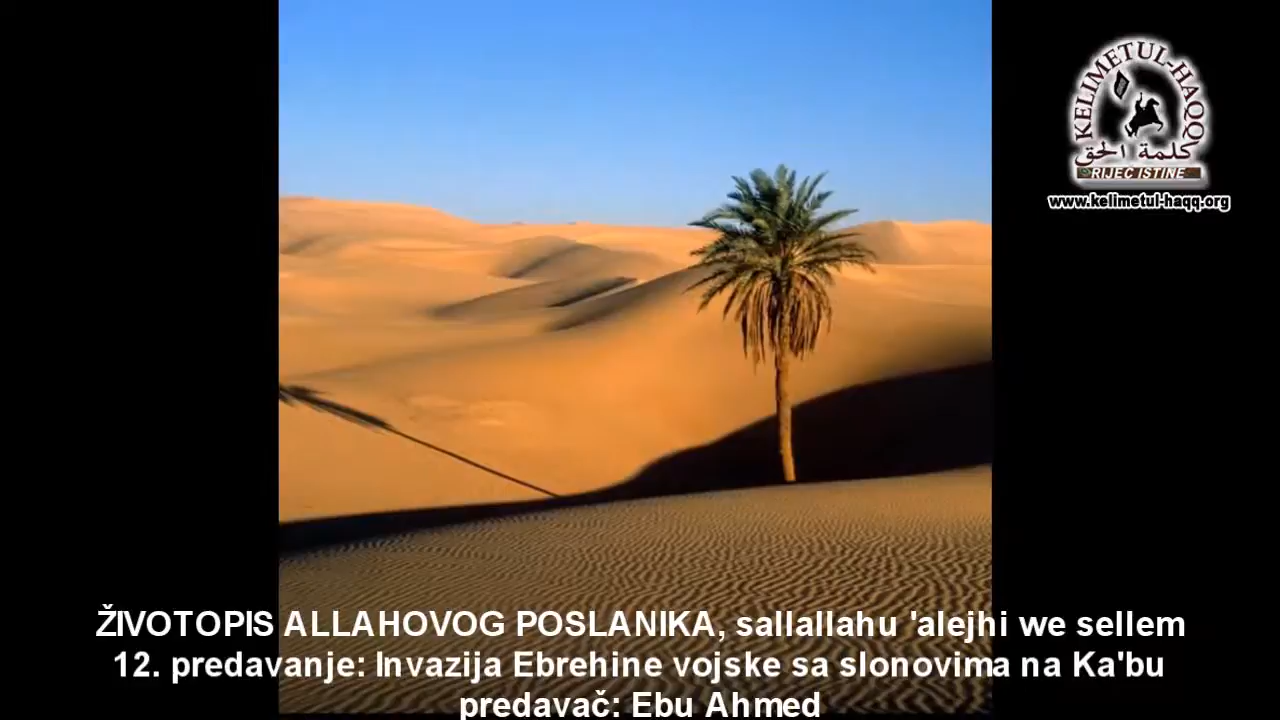 KELIMETUL-HAQQ
كلمة الحق
RIJEC ISTINE
www.kelimetul-haqq.org
ŽIVOTOPIS ALLAHOVOG POSLANIKA, sallallahu 'alejhi we sellem
12. predavanje: Invazija Ebrehine vojske sa slonovima na Ka'bu
predavač: Ebu Ahmed